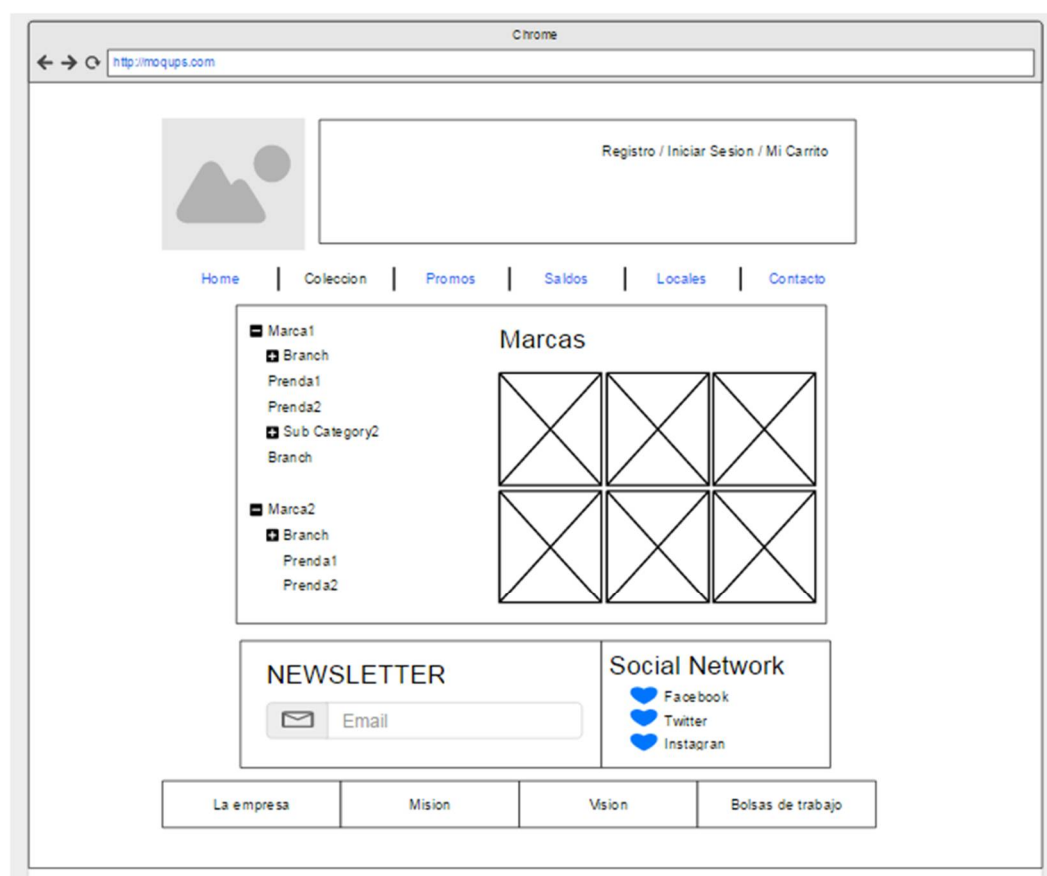 Chrome
http://moqups.com
Registro / Iniciar Sesion / Mi Carrito
Home Coleccion Promos Saldos Locales Contacto
Marca1
Branch
Prenda1
Prenda2
Sub Category2
Branch
Marca2
Branch
Prenda1
Prenda2
Marcas
NEWSLETTER
Email
Social Network
Facebook
Twitter
Instagran
La empresa Mision Vision Bolsas de trabajo